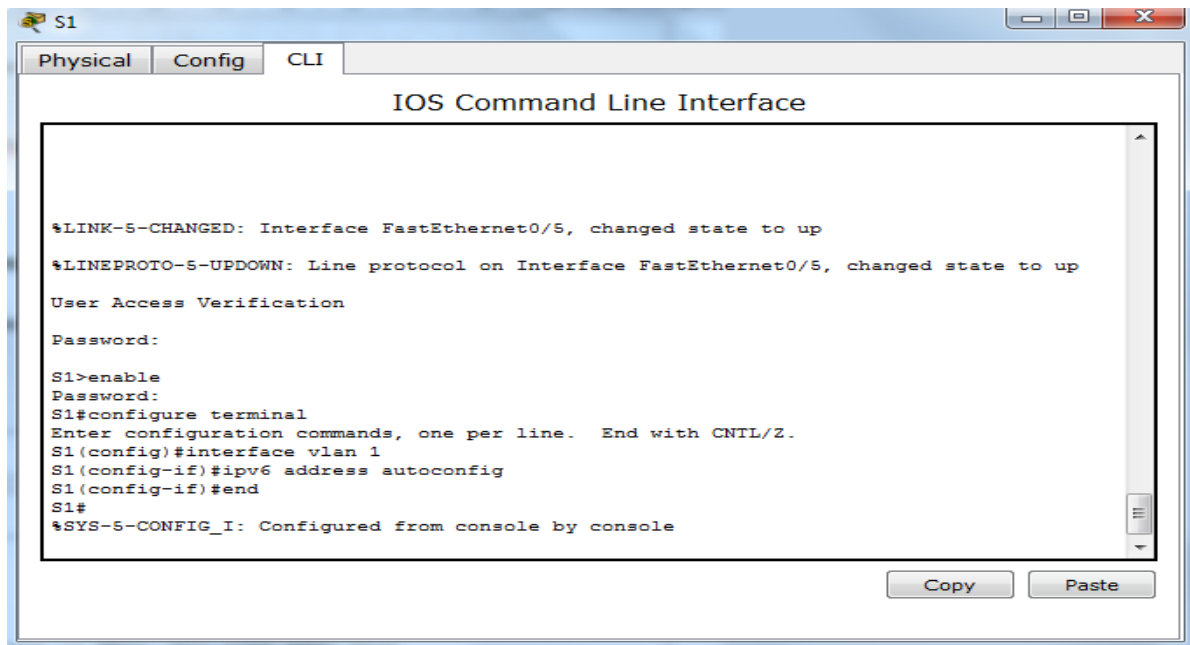 S1
Physical Config CLI
IOS Command Line Interface
%LINK-5-CHANGED: Interface FastEthernet0/5, changed state to up
%LINEPROTO-5-UPDOWN: Line protocol on Interface FastEthernet0/5, changed state to up
User Access Verification
Password:
S1>enable
Password:
S1#configure terminal
Enter configuration commands, one per line.  End with CNTL/Z.
S1(config)#interface vlan 1
S1(config-if)#ipv6 address autoconfig
S1(config-if)#end
S1#
%SYS-5-CONFIG_I: Configured from console by console
Copy Paste